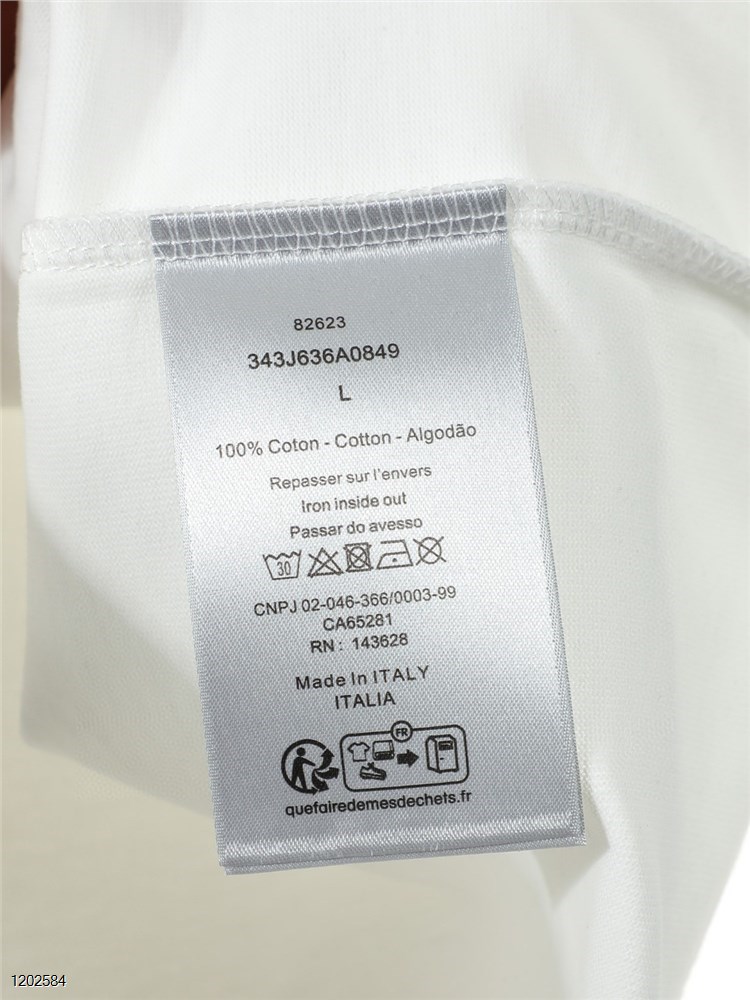 82623
343J636A0849
L
100% Coton - Cotton - Algodão
Repasser sur l'envers
Iron inside out
Passar do avesso
30
CNPJ 02-046-366/0003-99
CA65281
RN : 143628
Made In ITALY
ITALIA
FR
quefairedemesdechets.fr
1202584